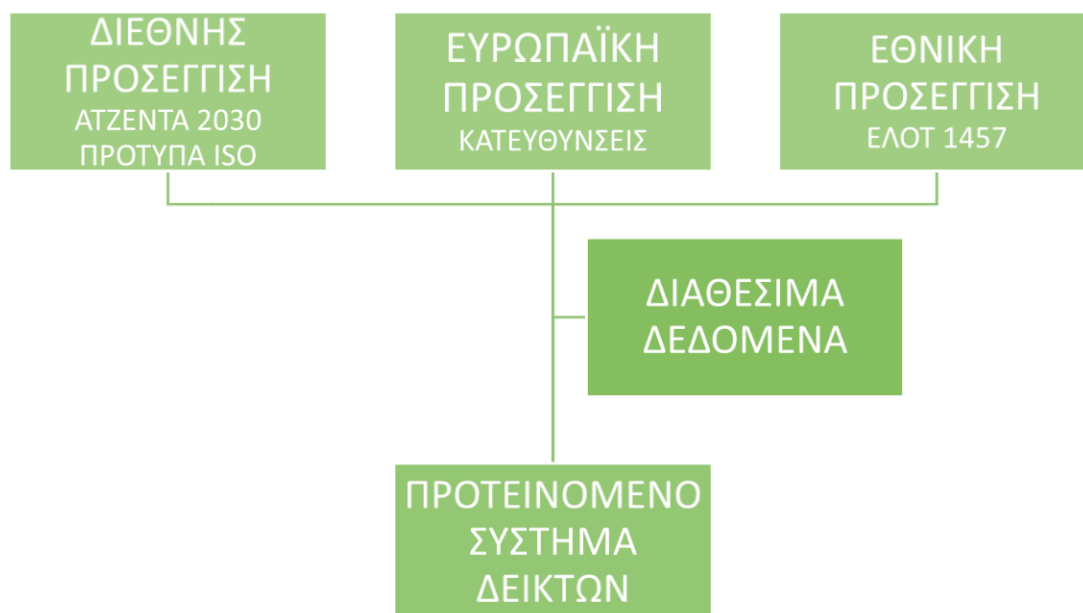 ΔΙΕΘΝΗΣ
ΠΡΟΣΕΓΓΙΣΗ
ΑΤΖΕΝΤΑ 2030
ΠΡΟΤΥΠΑ ISO
ΕΥΡΩΠΑΪΚΗ
ΠΡΟΣΕΓΓΙΣΗ
ΚΑΤΕΥΘΥΝΣΕΙΣ
ΕΘΝΙΚΗ
ΠΡΟΣΕΓΓΙΣΗ
ΕΛΟΤ 1457
ΔΙΑΘΕΣΙΜΑ
ΔΕΔΟΜΕΝΑ
ΠΡΟΤΕΙΝΟΜΕΝΟ
ΣΥΣΤΗΜΑ
ΔΕΙΚΤΩΝ